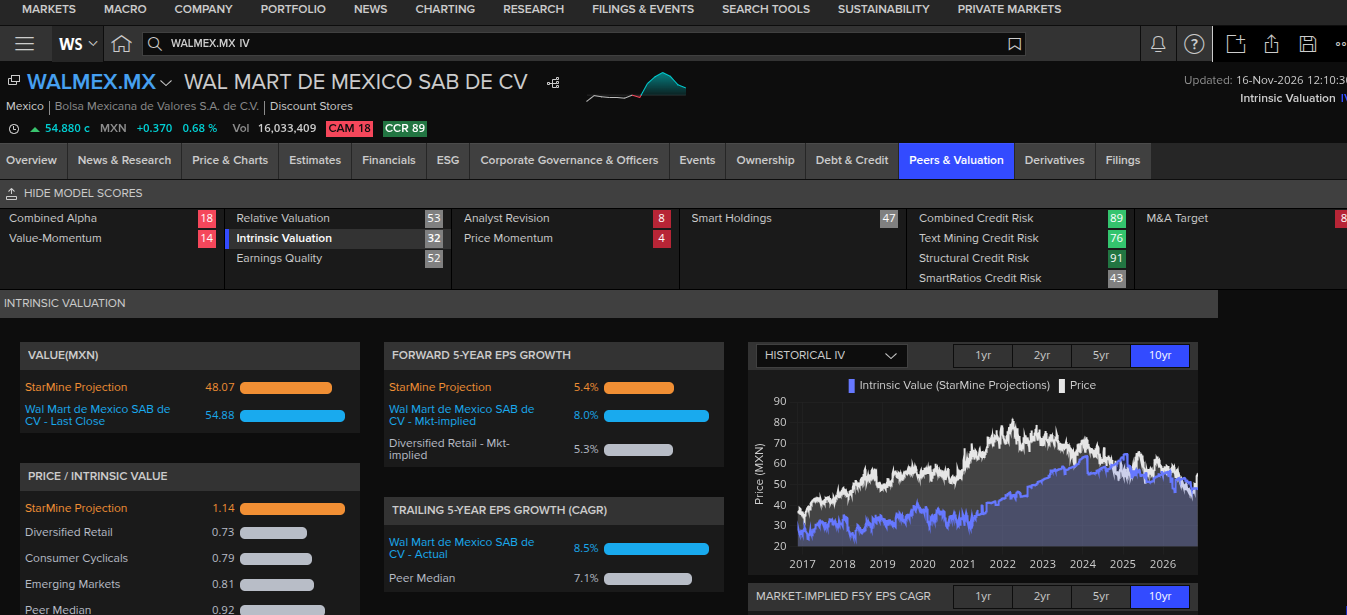 MARKETS MACRO COMPANY PORTFOLIO NEWS CHARTING RESEARCH FILINGS & EVENTS SEARCH TOOLS SUSTAINABILITY PRIVATE MARKETS
WS WALMEX.MX IV ?
WALMEX.MX WAL MART DE MEXICO SAB DE CV
Updated: 16-Nov-2026 12:10:3
Mexico | Bolsa Mexicana de Valores S.A. de C.V. | Discount Stores
Intrinsic Valuation
54.880 c MXN +0.370 0.68 % Vol 16,033,409 CAM 18 CCR 89
Overview News & Research Price & Charts Estimates Financials ESG Corporate Governance & Officers Events Ownership Debt & Credit Peers & Valuation Derivatives Filings
HIDE MODEL SCORES
Combined Alpha 18
Value-Momentum 14
Relative Valuation 53
Intrinsic Valuation 32
Earnings Quality 52
Analyst Revision 8
Price Momentum 4
Smart Holdings 47
Combined Credit Risk 89
Text Mining Credit Risk 76
Structural Credit Risk 91
SmartRatios Credit Risk 43
M&A Target
INTRINSIC VALUATION
VALUE(MXN)
StarMine Projection 48.07
Wal Mart de Mexico SAB de
CV - Last Close 54.88
PRICE / INTRINSIC VALUE
StarMine Projection 1.14
Diversified Retail 0.73
Consumer Cyclicals 0.79
Emerging Markets 0.81
Peer Median 0.92
FORWARD 5-YEAR EPS GROWTH
StarMine Projection 5.4%
Wal Mart de Mexico SAB de
CV - Mkt-implied 8.0%
Diversified Retail - Mkt-
implied 5.3%
TRAILING 5-YEAR EPS GROWTH (CAGR)
Wal Mart de Mexico SAB de
CV - Actual 8.5%
Peer Median 7.1%
HISTORICAL IV 1yr 2yr 5yr 10yr
Intrinsic Value (StarMine Projections) Price
Price (MXN)
90
80
70
60
50
40
30
20
2017 2018 2019 2020 2021 2022 2023 2024 2025 2026
MARKET-IMPLIED F5Y EPS CAGR 1yr 2yr 5yr 10yr